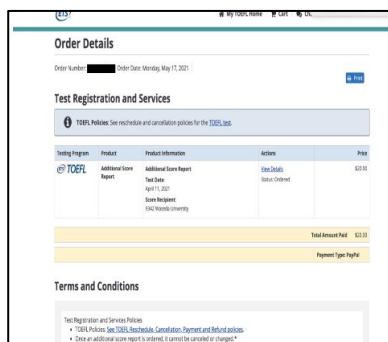 ETS
My TOEFL Home Cart
Order Details
Order Number: Order Date: Monday, May 17, 2021
Print
Test Registration and Services
TOEFL Policies: See reschedule and cancellation policies for the TOEFL test.
Testing Program Product Product Information Actions Price
TOEFL Additional Score Report Additional Score Report View Details $20.00
Test Date: Status: Ordered
April 11, 2021
Score Recipient:
9342 Waseda University
Total Amount Paid $20.00
Payment Type: PayPal
Terms and Conditions
Test Registration and Services Policies
TOEFL Policies: See TOEFL Reschedule, Cancellation, Payment and Refund policies.
Once an additional score report is ordered, it cannot be canceled or changed.*